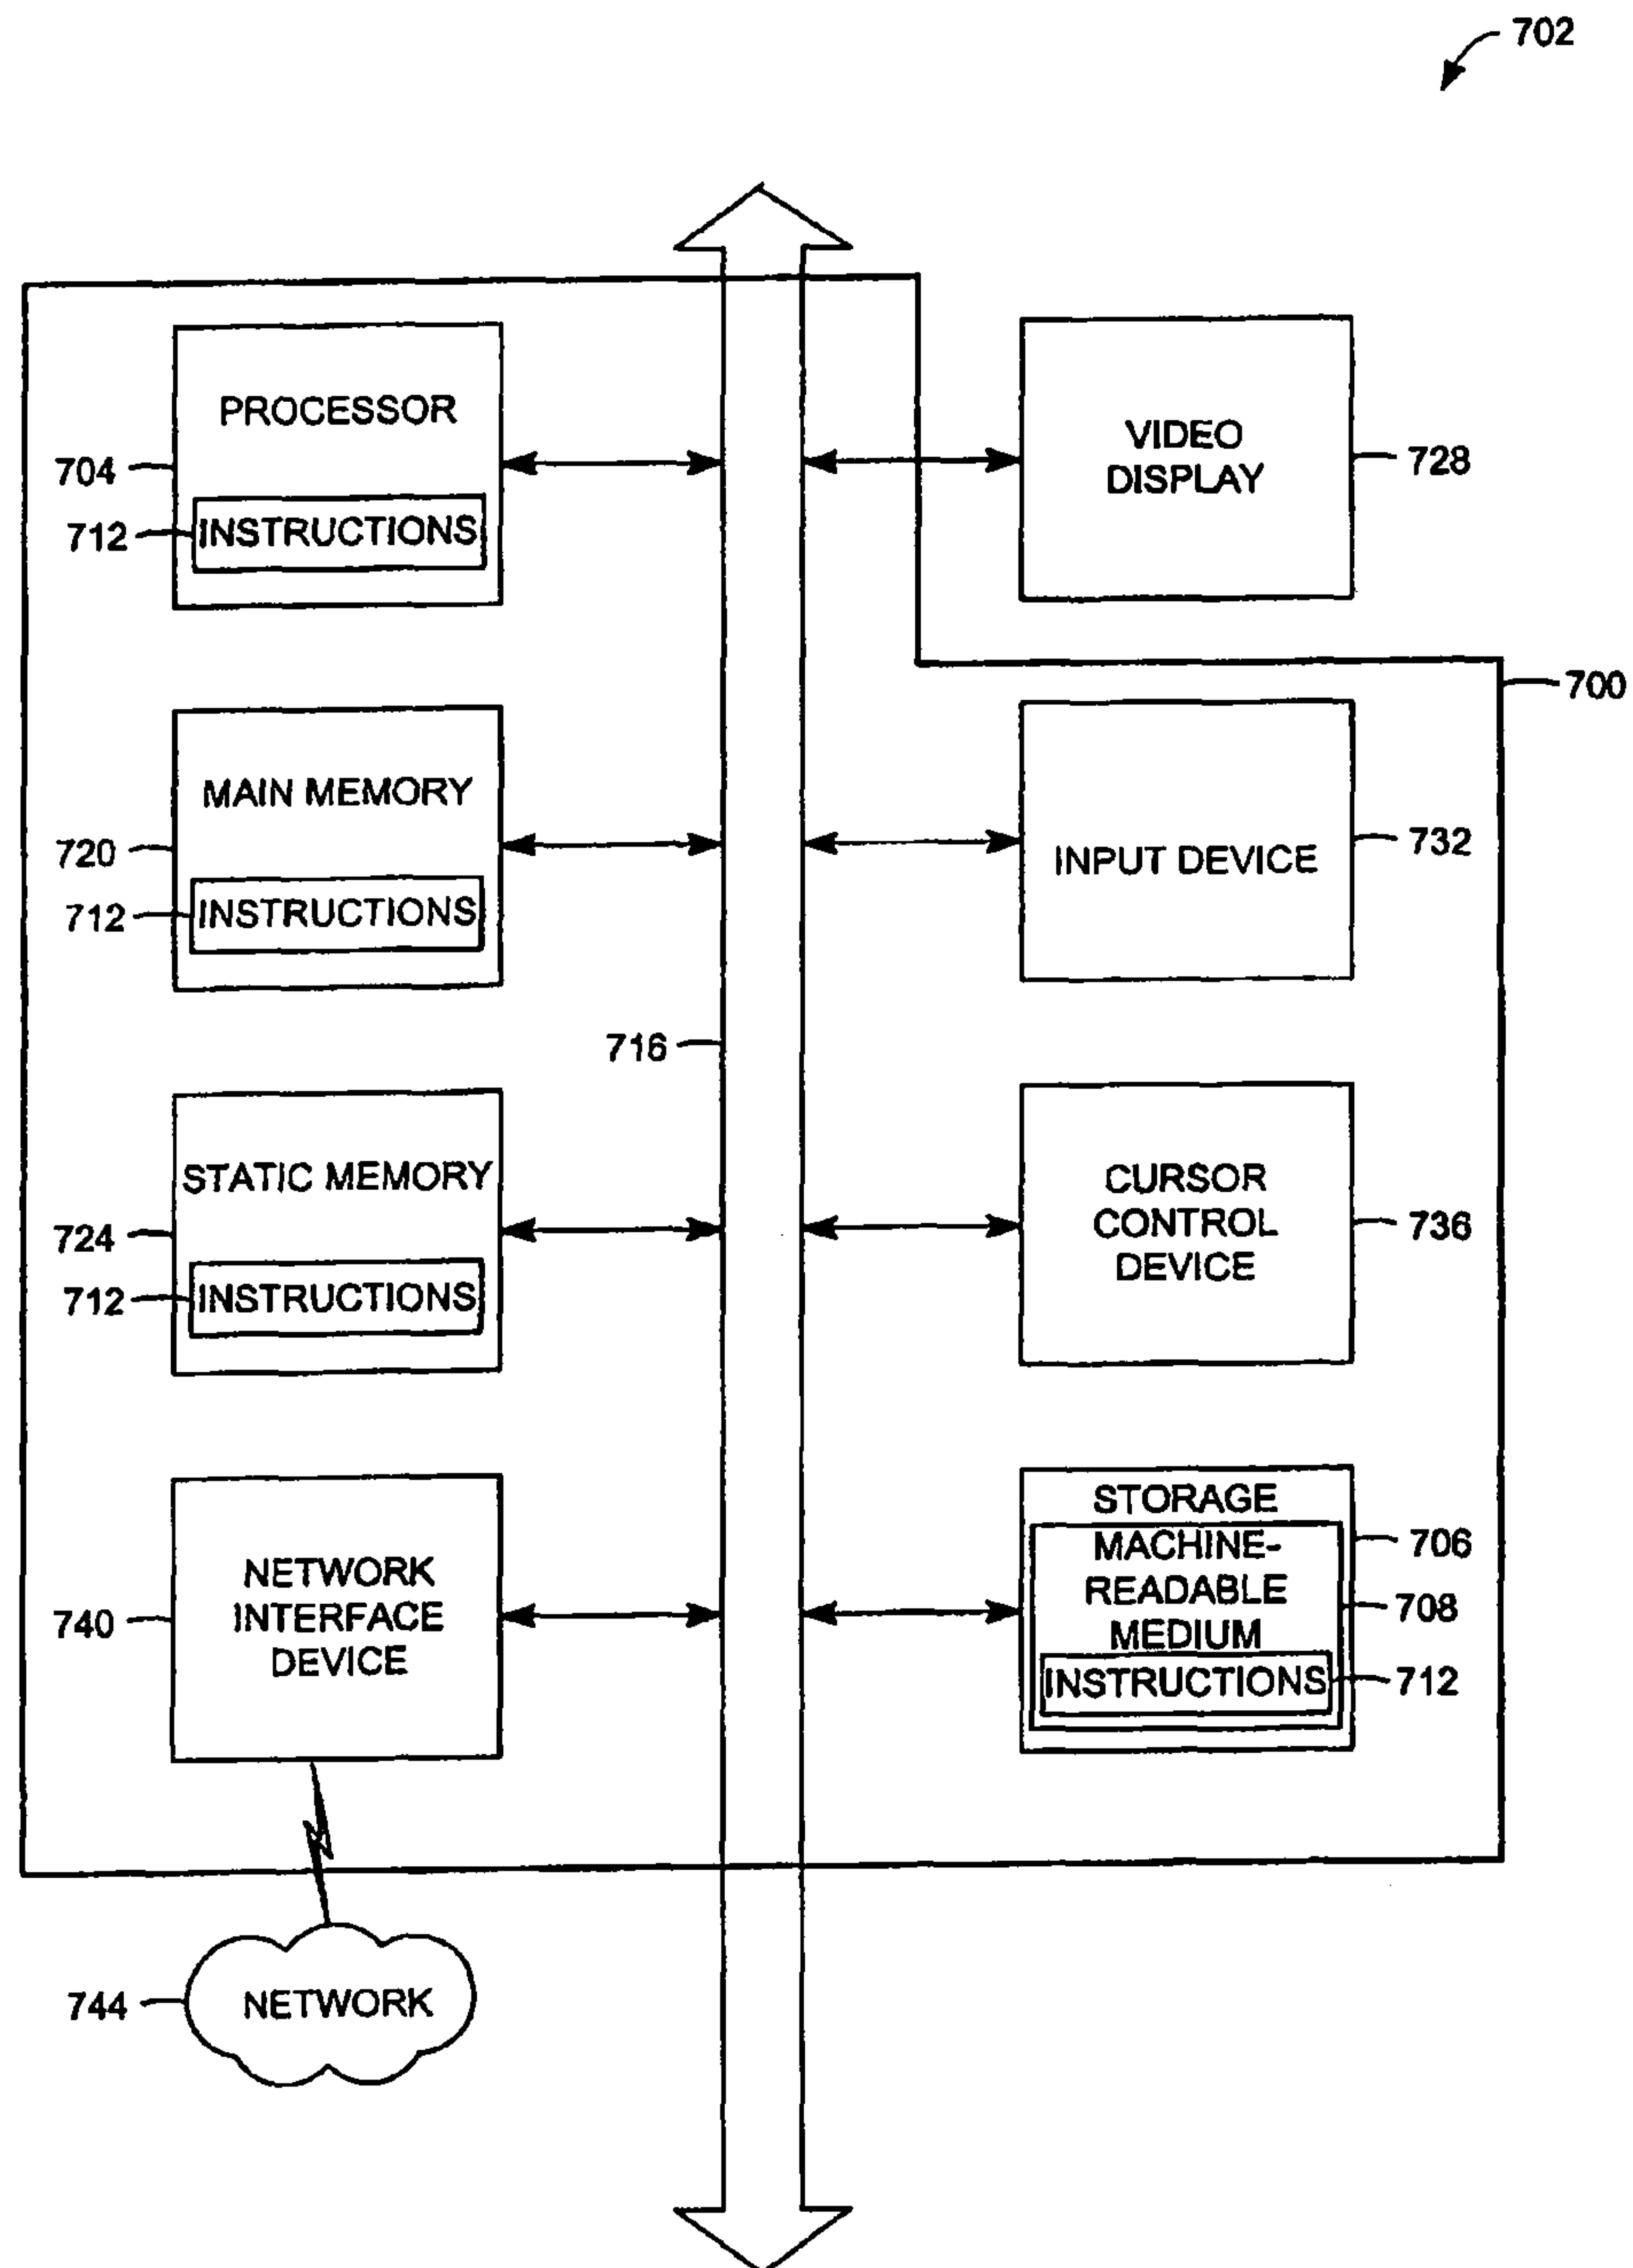 702
PROCESSOR
704
712
INSTRUCTIONS
VIDEO
DISPLAY
728
700
MAIN MEMORY
720
712
INSTRUCTIONS
INPUT DEVICE
732
716
STATIC MEMORY
724
712
INSTRUCTIONS
CURSOR
CONTROL
DEVICE
736
NETWORK
INTERFACE
DEVICE
740
STORAGE
706
MACHINE-
READABLE
MEDIUM
708
INSTRUCTIONS
712
744
NETWORK